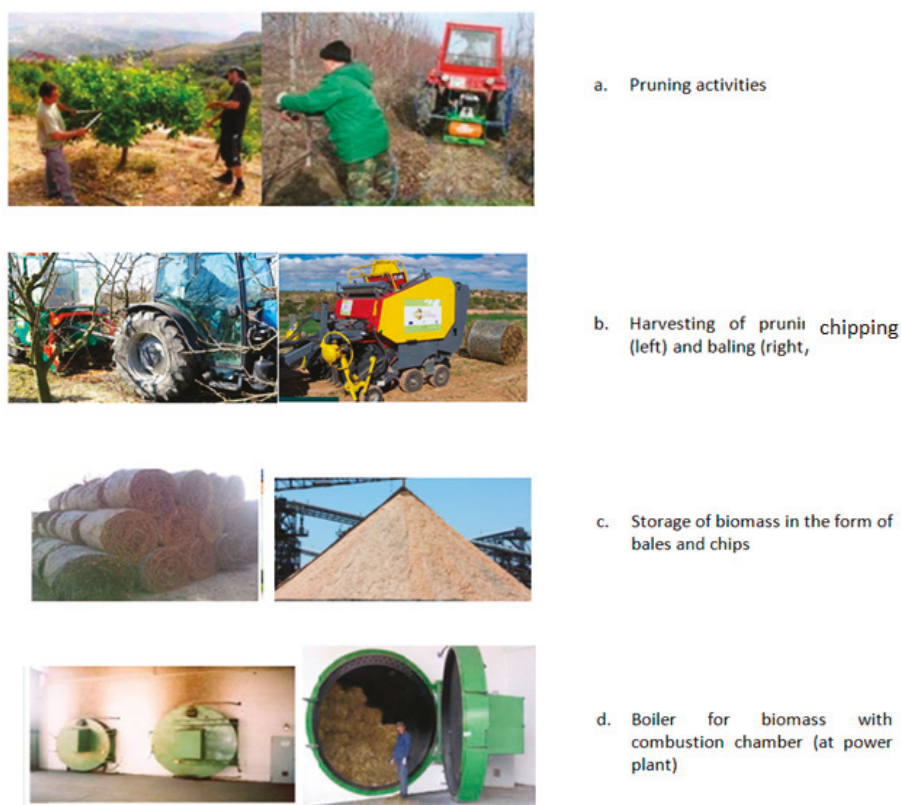 a. Pruning activities
b. Harvesting of prunin chipping
(left) and baling (right,
c. Storage of biomass in the form of
bales and chips
d. Boiler for biomass with
combustion chamber (at power
plant)